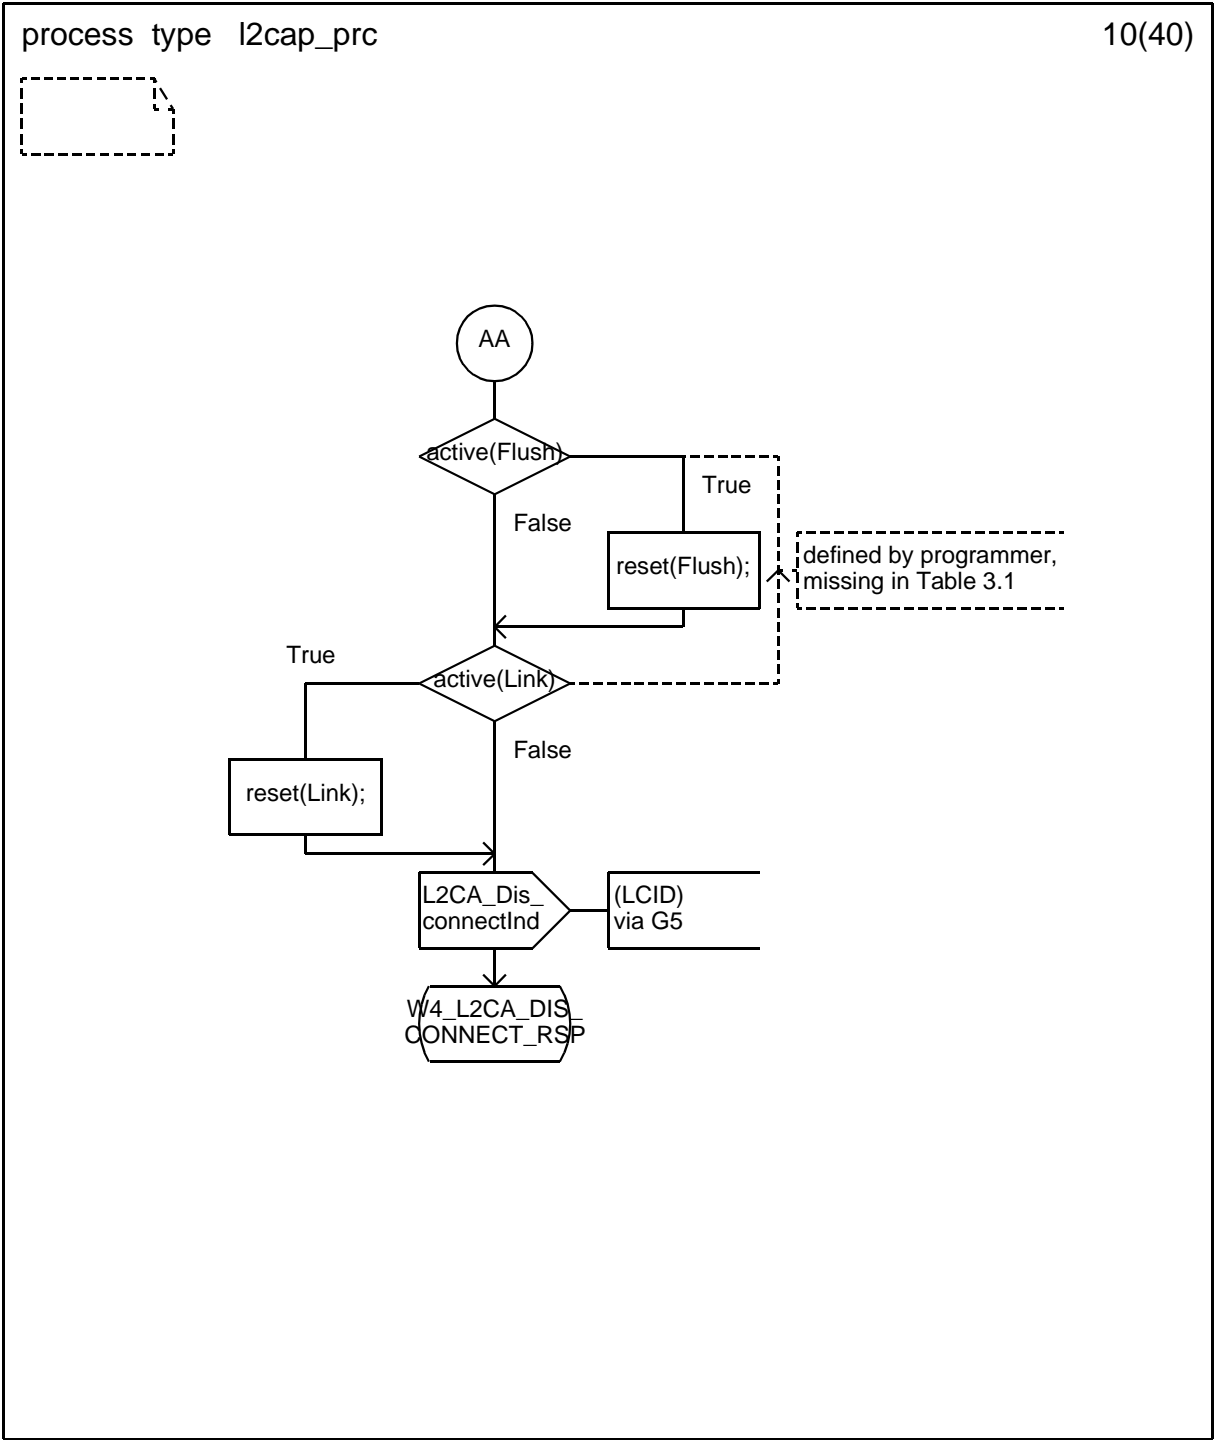 process type l2cap_prc
10(40)
AA
active(Flush)
True
False
reset(Flush);
defined by programmer,
missing in Table 3.1
True
active(Link)
False
reset(Link);
L2CA_Dis_
connectInd
(LCID)
via G5
W4_L2CA_DIS_
CONNECT_RSP